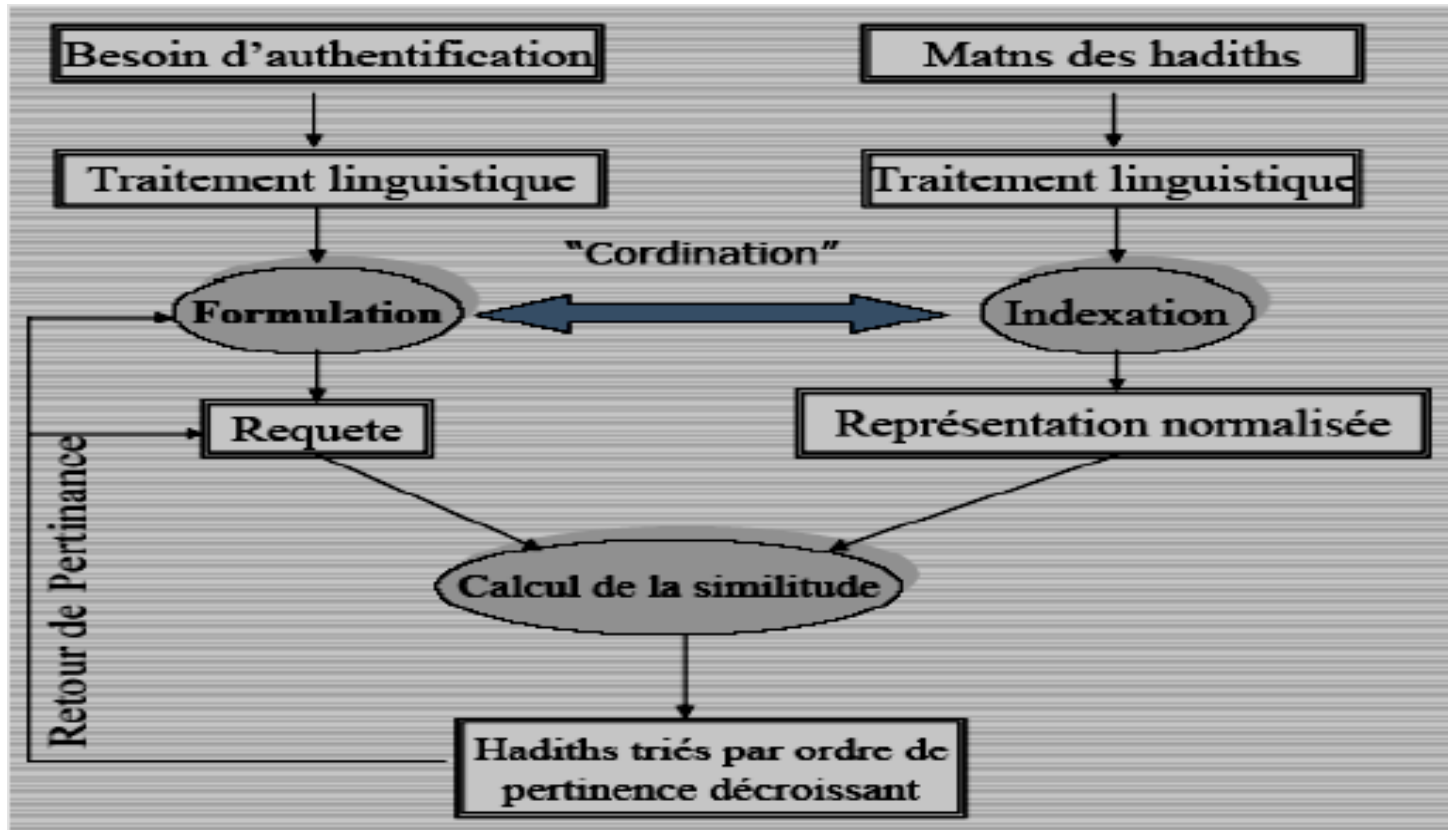 Besoin d'authentification
Matns des hadiths
Traitement linguistique
Traitement linguistique
"Cordination"
Formulation
Indexation
Requete
Représentation normalisée
Retour de Pertinance
Calcul de la similitude
Hadiths triés par ordre de
pertinence décroissant